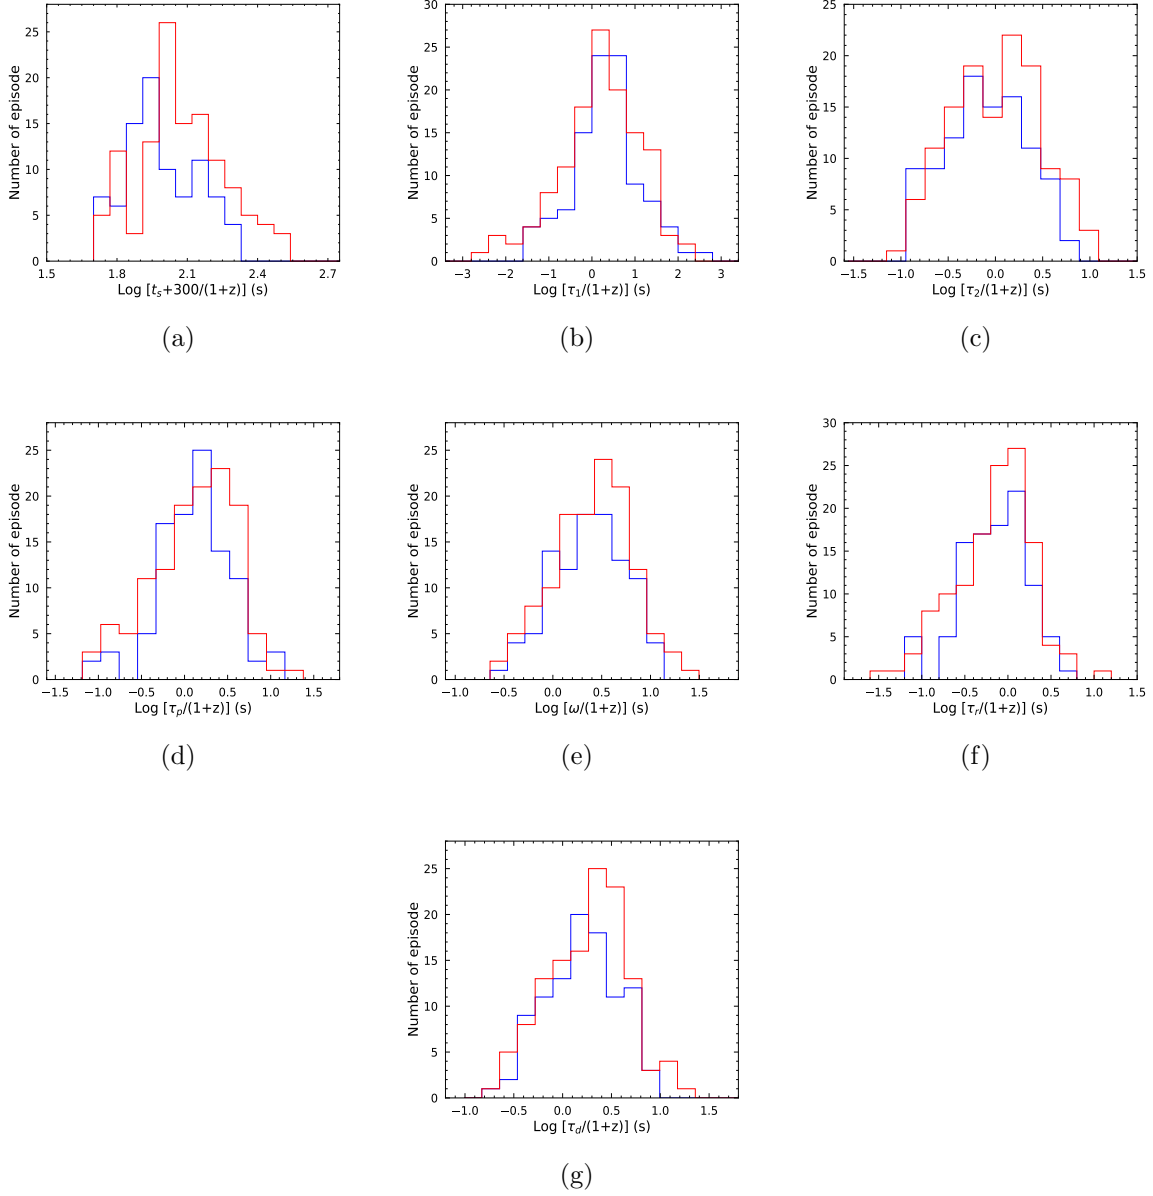 25
20
15
10
5
0
Number of episode
1.5 1.8 2.1 2.4 2.7
Log [t_s+300/(1+z)] (s)
(a)
30
25
20
15
10
5
0
Number of episode
−3 −2 −1 0 1 2 3
Log [τ_1/(1+z)] (s)
(b)
25
20
15
10
5
0
Number of episode
−1.5 −1.0 −0.5 0.0 0.5 1.0 1.5
Log [τ_2/(1+z)] (s)
(c)
25
20
15
10
5
0
Number of episode
−1.5 −1.0 −0.5 0.0 0.5 1.0 1.5
Log [τ_p/(1+z)] (s)
(d)
25
20
15
10
5
0
Number of episode
−1.0 −0.5 0.0 0.5 1.0 1.5
Log [ω/(1+z)] (s)
(e)
30
25
20
15
10
5
0
Number of episode
−1.5 −1.0 −0.5 0.0 0.5 1.0 1.5
Log [τ_r/(1+z)] (s)
(f)
25
20
15
10
5
0
Number of episode
−1.0 −0.5 0.0 0.5 1.0 1.5
Log [τ_d/(1+z)] (s)
(g)